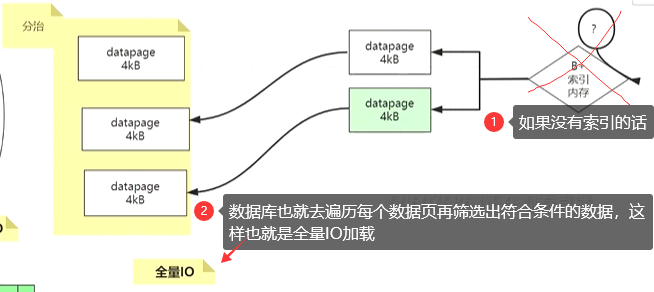 分治
datapage
4kB
datapage
4kB
datapage
4kB
datapage
4kB
datapage
4kB
?
B+
索引
内存
1 如果没有索引的话
2 数据库也就去遍历每个数据页再筛选出符合条件的数据，这
样也就是全量IO加载
全量IO